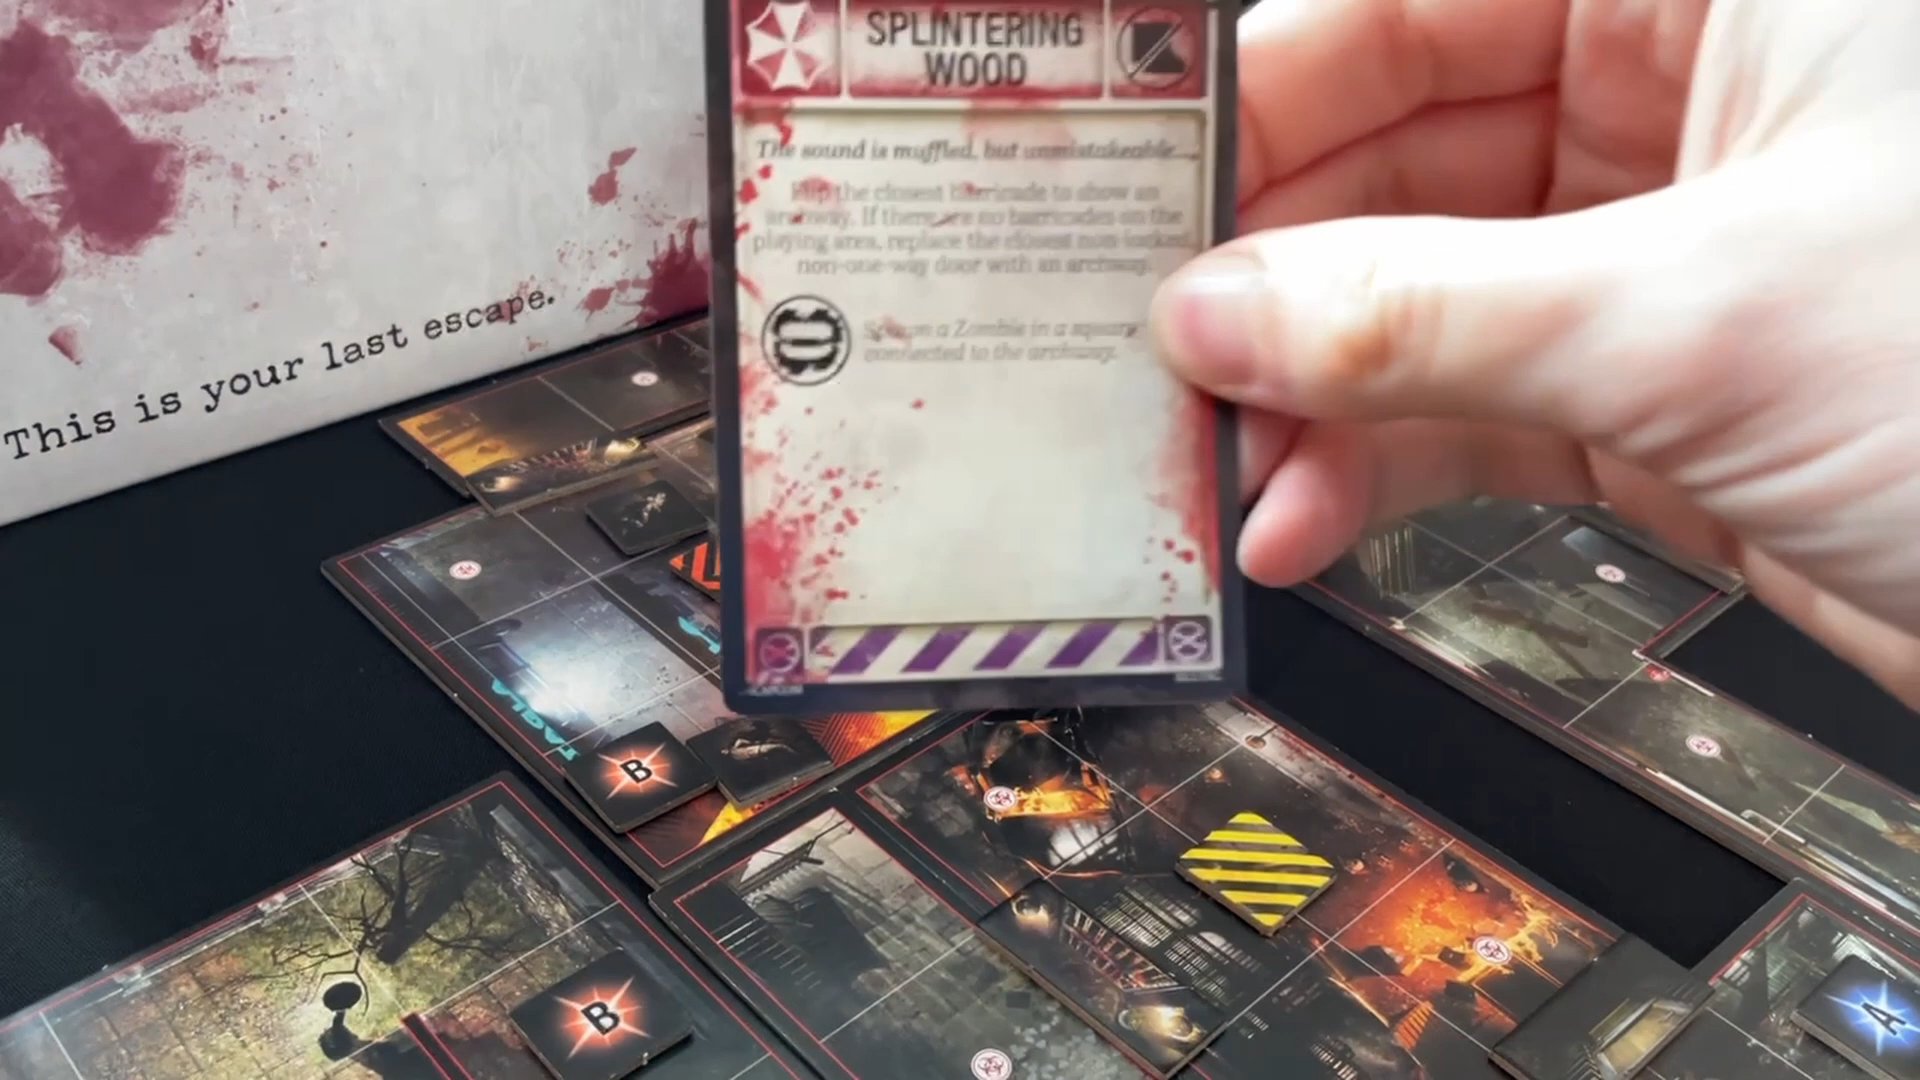 SPLINTERING
WOOD
The sound is muffled, but unmistakeable...
Flip the closest barricade to show an
archway. If there are no barricades on the
playing area, replace the closest non-locked,
non-one-way door with an archway.
Spawn a Zombie in a square
connected to the archway.
This is your last escape.
B
B
A